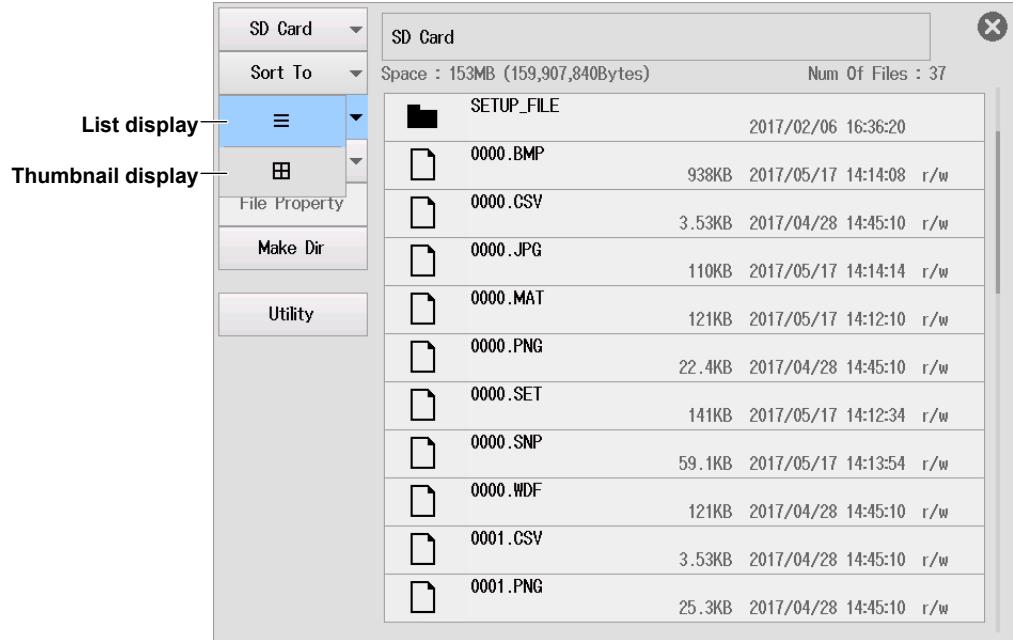 SD Card
SD Card
Sort To
Space : 153MB (159,907,840Bytes) Num Of Files : 37
List display
Thumbnail display
File Property
Make Dir
Utility
SETUP_FILE
2017/02/06 16:36:20
0000.BMP
938KB 2017/05/17 14:14:08 r/w
0000.CSV
3.53KB 2017/04/28 14:45:10 r/w
0000.JPG
110KB 2017/05/17 14:14:14 r/w
0000.MAT
121KB 2017/05/17 14:12:10 r/w
0000.PNG
22.4KB 2017/04/28 14:45:10 r/w
0000.SET
141KB 2017/05/17 14:12:34 r/w
0000.SNP
59.1KB 2017/05/17 14:13:54 r/w
0000.WDF
121KB 2017/04/28 14:45:10 r/w
0001.CSV
3.53KB 2017/04/28 14:45:10 r/w
0001.PNG
25.3KB 2017/04/28 14:45:10 r/w